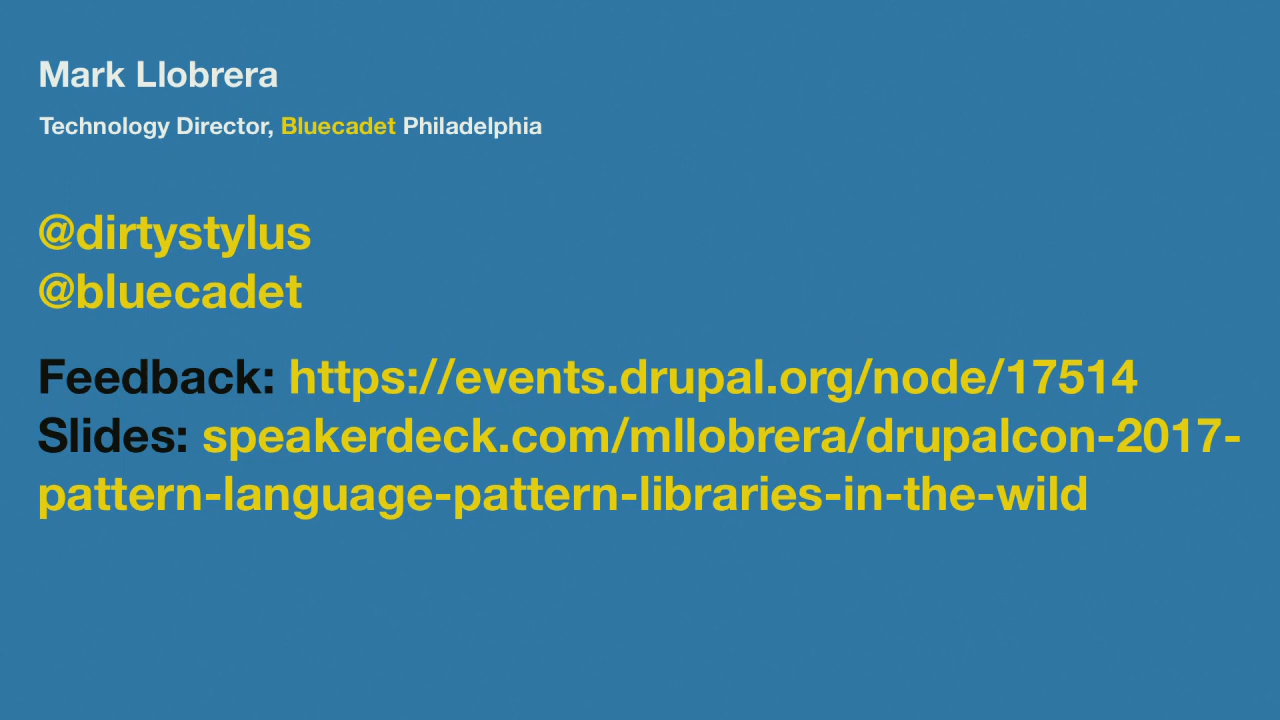 Mark Llobrera
Technology Director, Bluecadet Philadelphia
@dirtystylus
@bluecadet
Feedback: https://events.drupal.org/node/17514
Slides: speakerdeck.com/mllobrera/drupalcon-2017-
pattern-language-pattern-libraries-in-the-wild